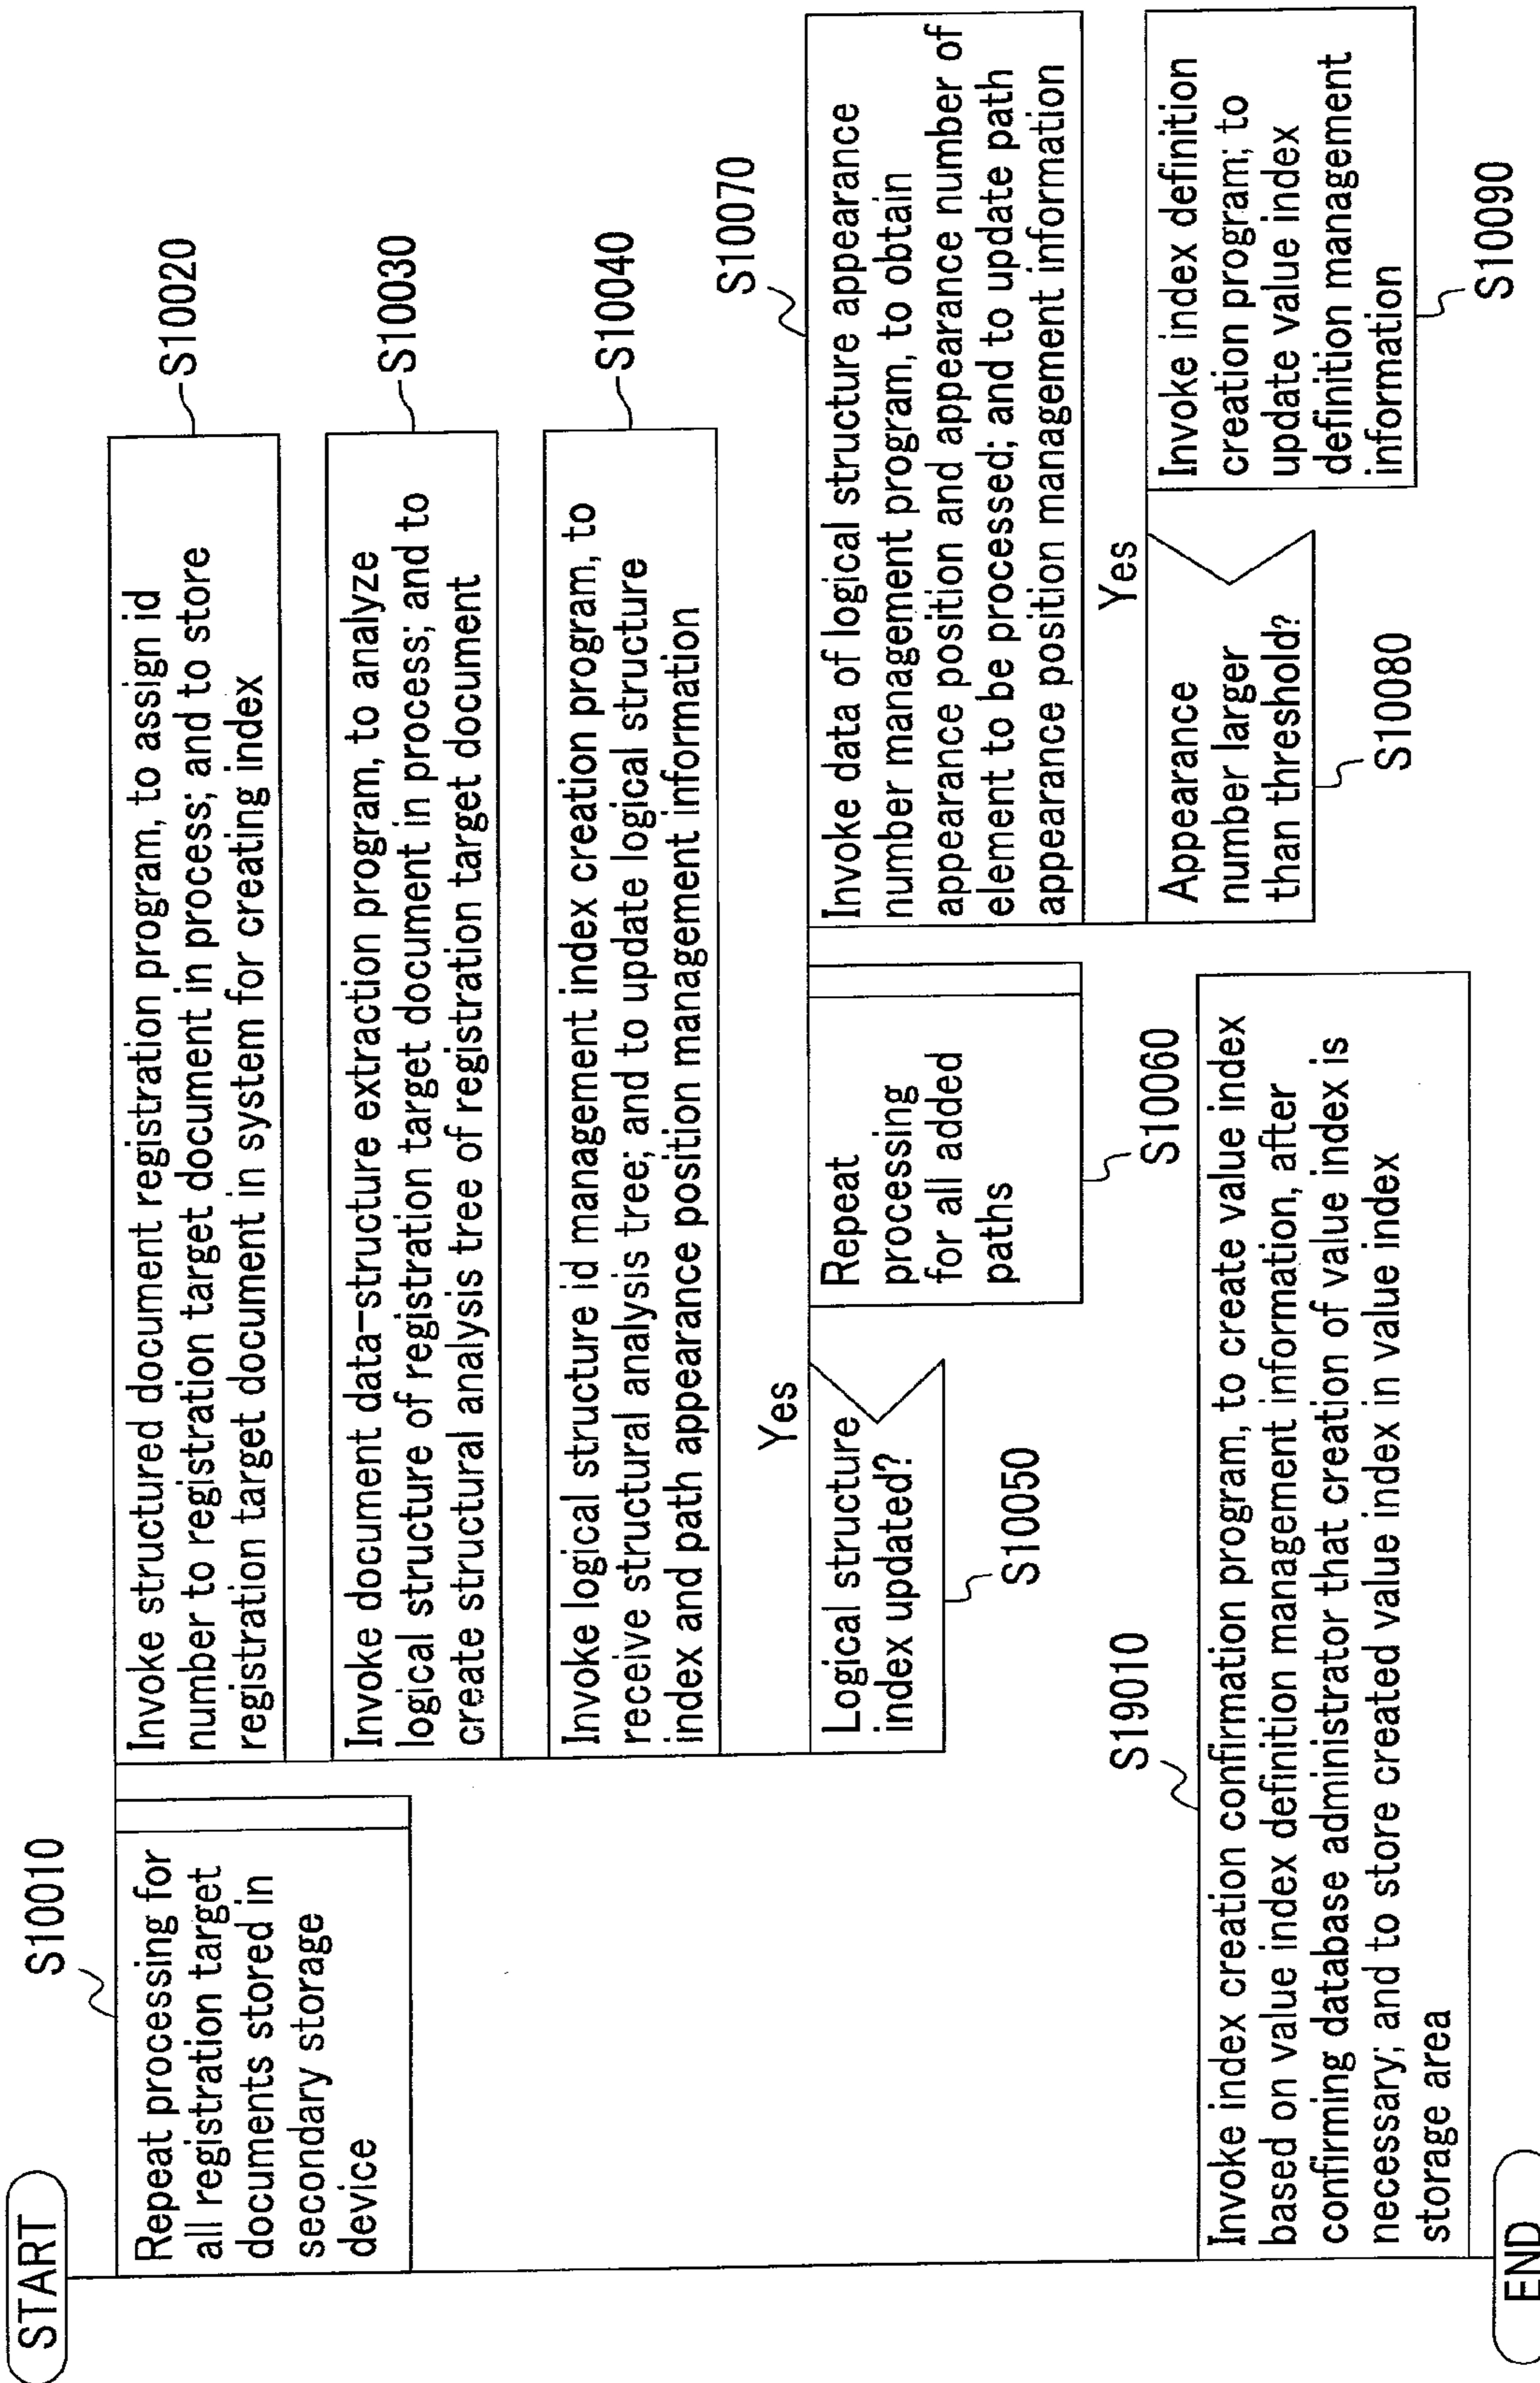 START
S10010
Repeat processing for
all registration target
documents stored in
secondary storage
device
Invoke structured document registration program, to assign id
number to registration target document in process; and to store
registration target document in system for creating index
S10020
Invoke document data-structure extraction program, to analyze
logical structure of registration target document in process; and to
create structural analysis tree of registration target document
S10030
Invoke logical structure id management index creation program, to
receive structural analysis tree; and to update logical structure
index and path appearance position management information
S10040
Logical structure
index updated?
Yes
S10050
Repeat
processing
for all added
paths
S10060
S10070
Invoke data of logical structure appearance
number management program, to obtain
appearance position and appearance number of
element to be processed; and to update path
appearance position management information
Appearance
number larger
than threshold?
Yes
S10080
Invoke index definition
creation program; to
update value index
definition management
information
S10090
S19010
Invoke index creation confirmation program, to create value index
based on value index definition management information, after
confirming database administrator that creation of value index is
necessary; and to store created value index in value index
storage area
END